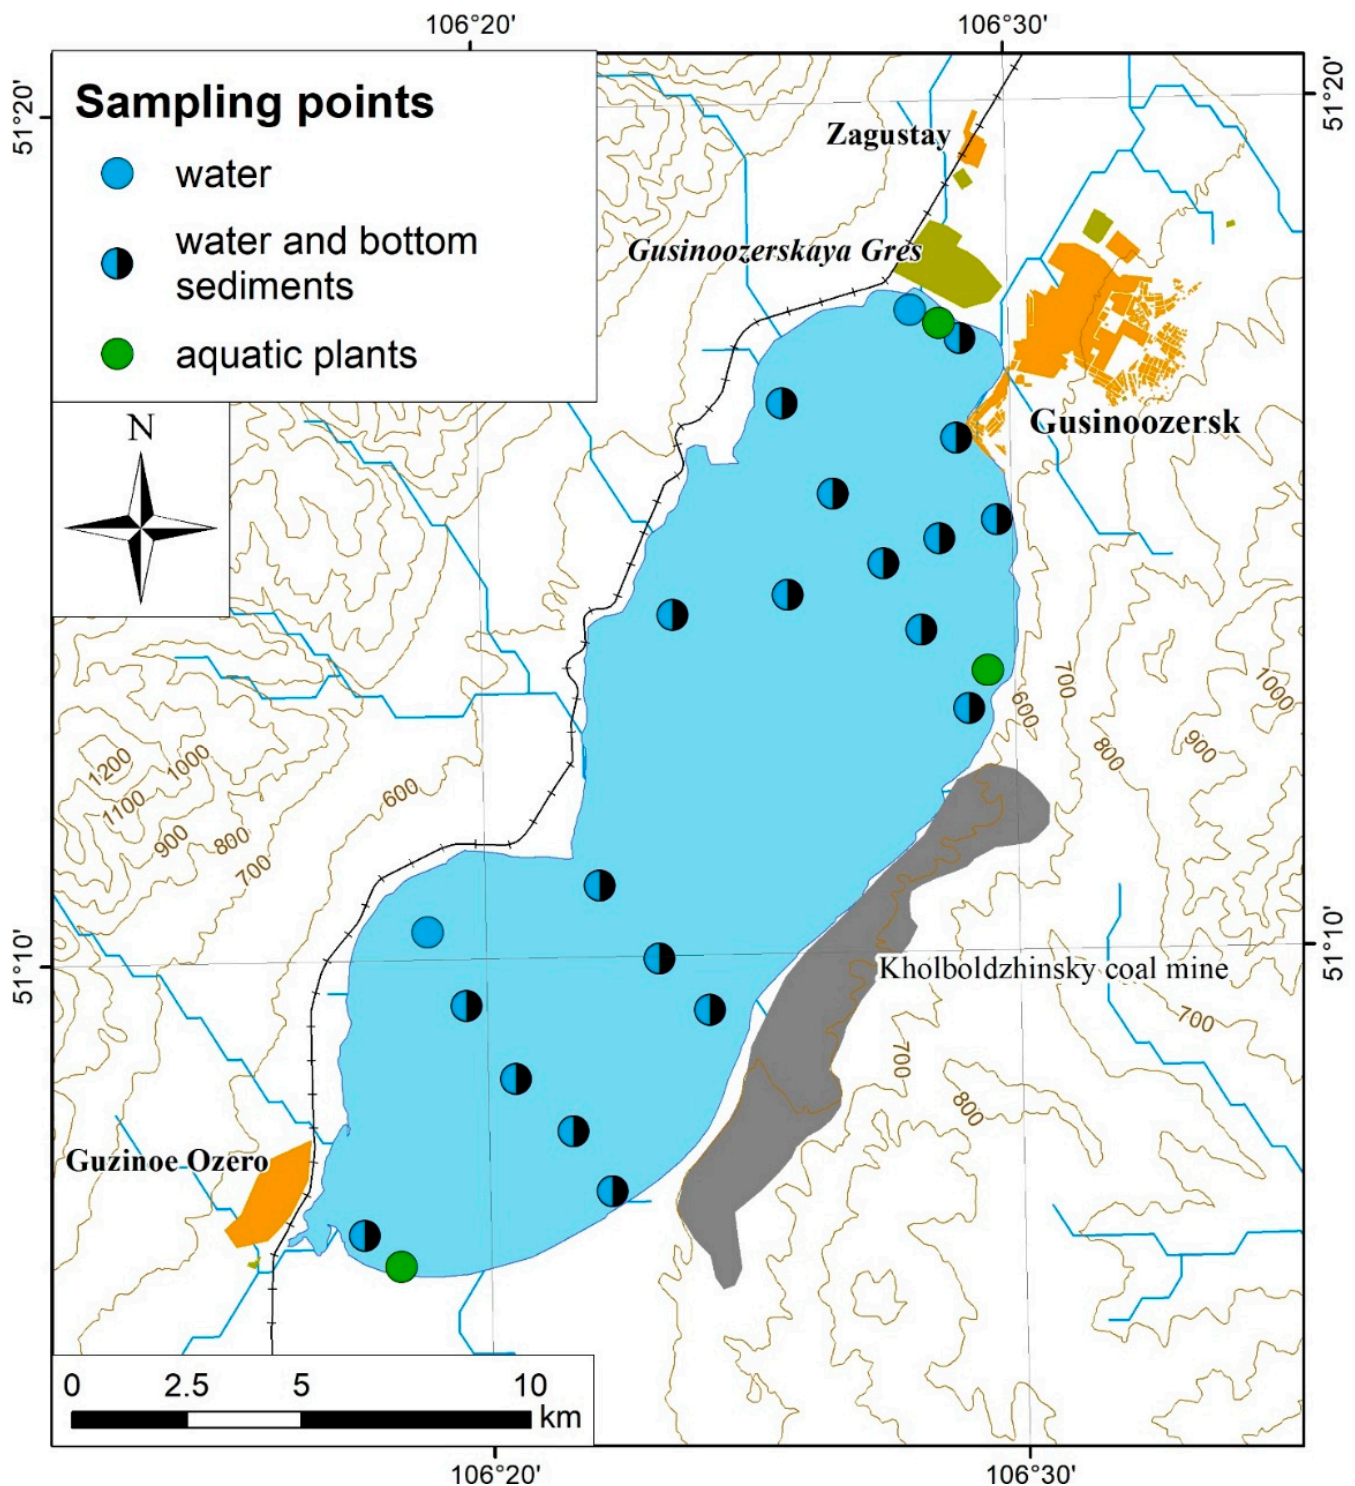 106°20'
106°30'
51°20'
51°20'
Sampling points
water
water and bottom
sediments
aquatic plants
N
Zagustay
Gusinoozerskaya Gres
Gusinoozersk
700
600
1000
800
900
1200
1000
1100
900
800
700
600
51°10'
51°10'
Kholboldzhinsky coal mine
700
700
800
Guzinoe Ozero
0 2.5 5 10
km
106°20'
106°30'